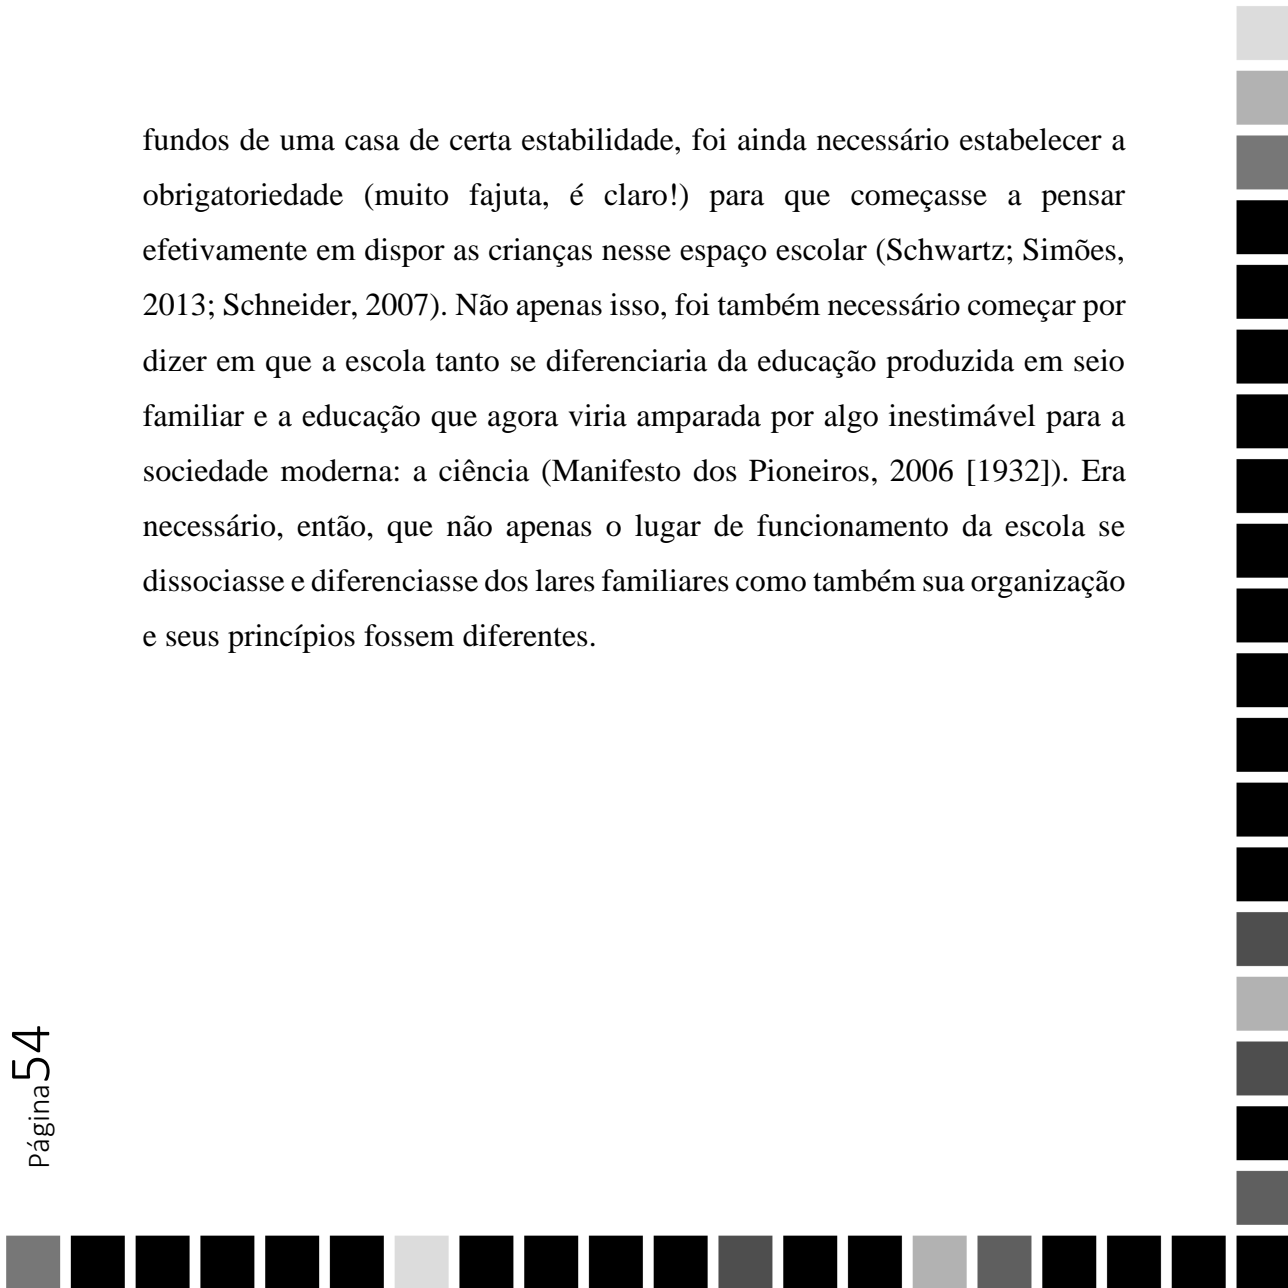 fundos de uma casa de certa estabilidade, foi ainda necessário estabelecer a
obrigatoriedade (muito fajuta, é claro!) para que começasse a pensar
efetivamente em dispor as crianças nesse espaço escolar (Schwartz; Simões,
2013; Schneider, 2007). Não apenas isso, foi também necessário começar por
dizer em que a escola tanto se diferenciaria da educação produzida em seio
familiar e a educação que agora viria amparada por algo inestimável para a
sociedade moderna: a ciência (Manifesto dos Pioneiros, 2006 [1932]). Era
necessário, então, que não apenas o lugar de funcionamento da escola se
dissociasse e diferenciasse dos lares familiares como também sua organização
e seus princípios fossem diferentes.
Página54